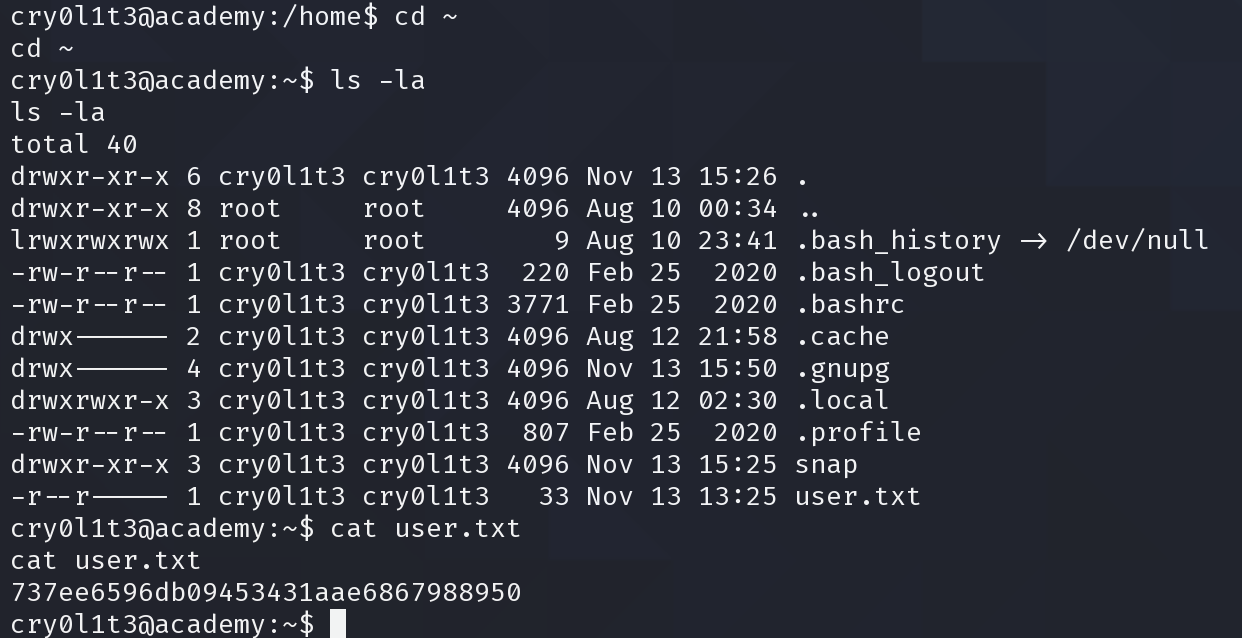 cry0l1t3@academy:/home$ cd ~
cd ~
cry0l1t3@academy:~$ ls -la
ls -la
total 40
drwxr-xr-x 6 cry0l1t3 cry0l1t3 4096 Nov 13 15:26 .
drwxr-xr-x 8 root     root     4096 Aug 10 00:34 ..
lrwxrwxrwx 1 root     root        9 Aug 10 23:41 .bash_history -> /dev/null
-rw-r--r-- 1 cry0l1t3 cry0l1t3  220 Feb 25  2020 .bash_logout
-rw-r--r-- 1 cry0l1t3 cry0l1t3 3771 Feb 25  2020 .bashrc
drwx------ 2 cry0l1t3 cry0l1t3 4096 Aug 12 21:58 .cache
drwx------ 4 cry0l1t3 cry0l1t3 4096 Nov 13 15:50 .gnupg
drwxrwxr-x 3 cry0l1t3 cry0l1t3 4096 Aug 12 02:30 .local
-rw-r--r-- 1 cry0l1t3 cry0l1t3  807 Feb 25  2020 .profile
drwxr-xr-x 3 cry0l1t3 cry0l1t3 4096 Nov 13 15:25 snap
-r--r----- 1 cry0l1t3 cry0l1t3   33 Nov 13 13:25 user.txt
cry0l1t3@academy:~$ cat user.txt
cat user.txt
737ee6596db09453431aae6867988950
cry0l1t3@academy:~$